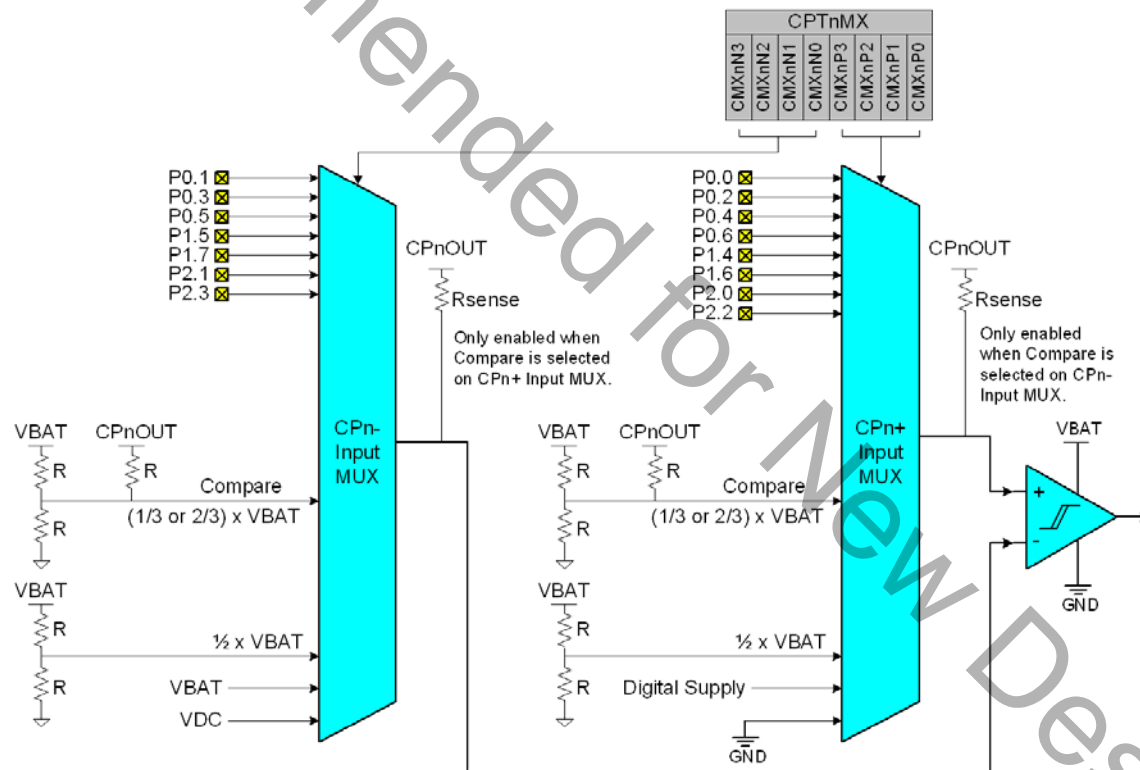 CPTnMX
CMXnN3
CMXnN2
CMXnN1
CMXnN0
CMXnP3
CMXnP2
CMXnP1
CMXnP0
P0.1
P0.3
P0.5
P1.5
P1.7
P2.1
P2.3
CPnOUT
Rsense
Only enabled when
Compare is selected
on CPn+ Input MUX.
VBAT
CPnOUT
R
R
R
Compare
(1/3 or 2/3) x VBAT
CPn-
Input
MUX
VBAT
R
R
½ x VBAT
VBAT
VDC
P0.0
P0.2
P0.4
P0.6
P1.4
P1.6
P2.0
P2.2
CPnOUT
Rsense
Only enabled
when Compare is
selected on CPn-
Input MUX.
VBAT
CPnOUT
R
R
R
Compare
(1/3 or 2/3) x VBAT
CPn+
Input
MUX
VBAT
R
R
½ x VBAT
Digital Supply
GND
VBAT
+
-
GND
mended for New Des